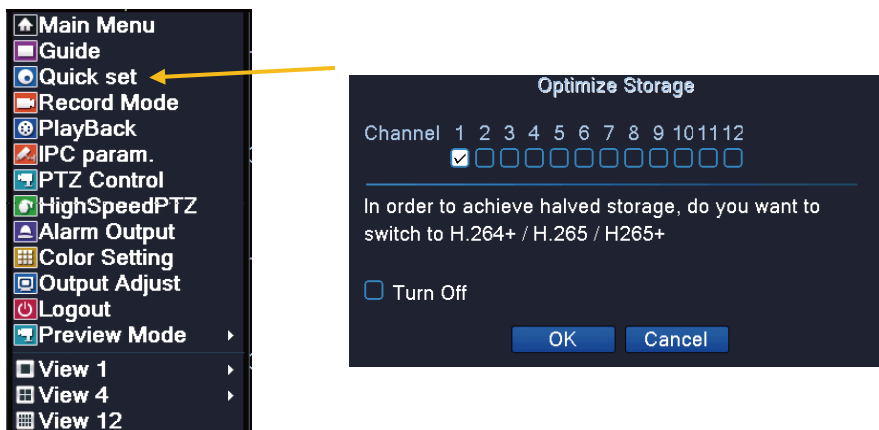 Main Menu
Guide
Quick set
Record Mode
PlayBack
IPC param.
PTZ Control
HighSpeedPTZ
Alarm Output
Color Setting
Output Adjust
Logout
Preview Mode
View 1
View 4
View 12
Optimize Storage
Channel 1 2 3 4 5 6 7 8 9 10 11 12
In order to achieve halved storage, do you want to
switch to H.264+ / H.265 / H265+
Turn Off
OK Cancel